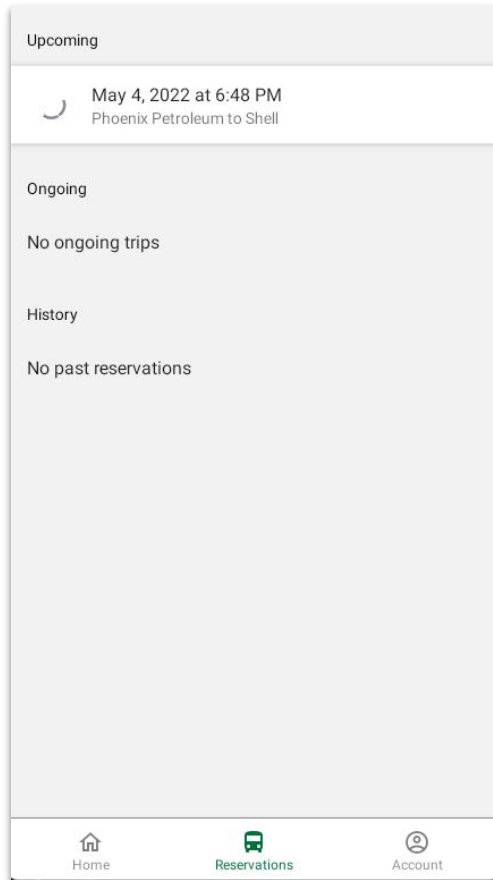 Upcoming
May 4, 2022 at 6:48 PM
Phoenix Petroleum to Shell
Ongoing
No ongoing trips
History
No past reservations
Home
Reservations
Account